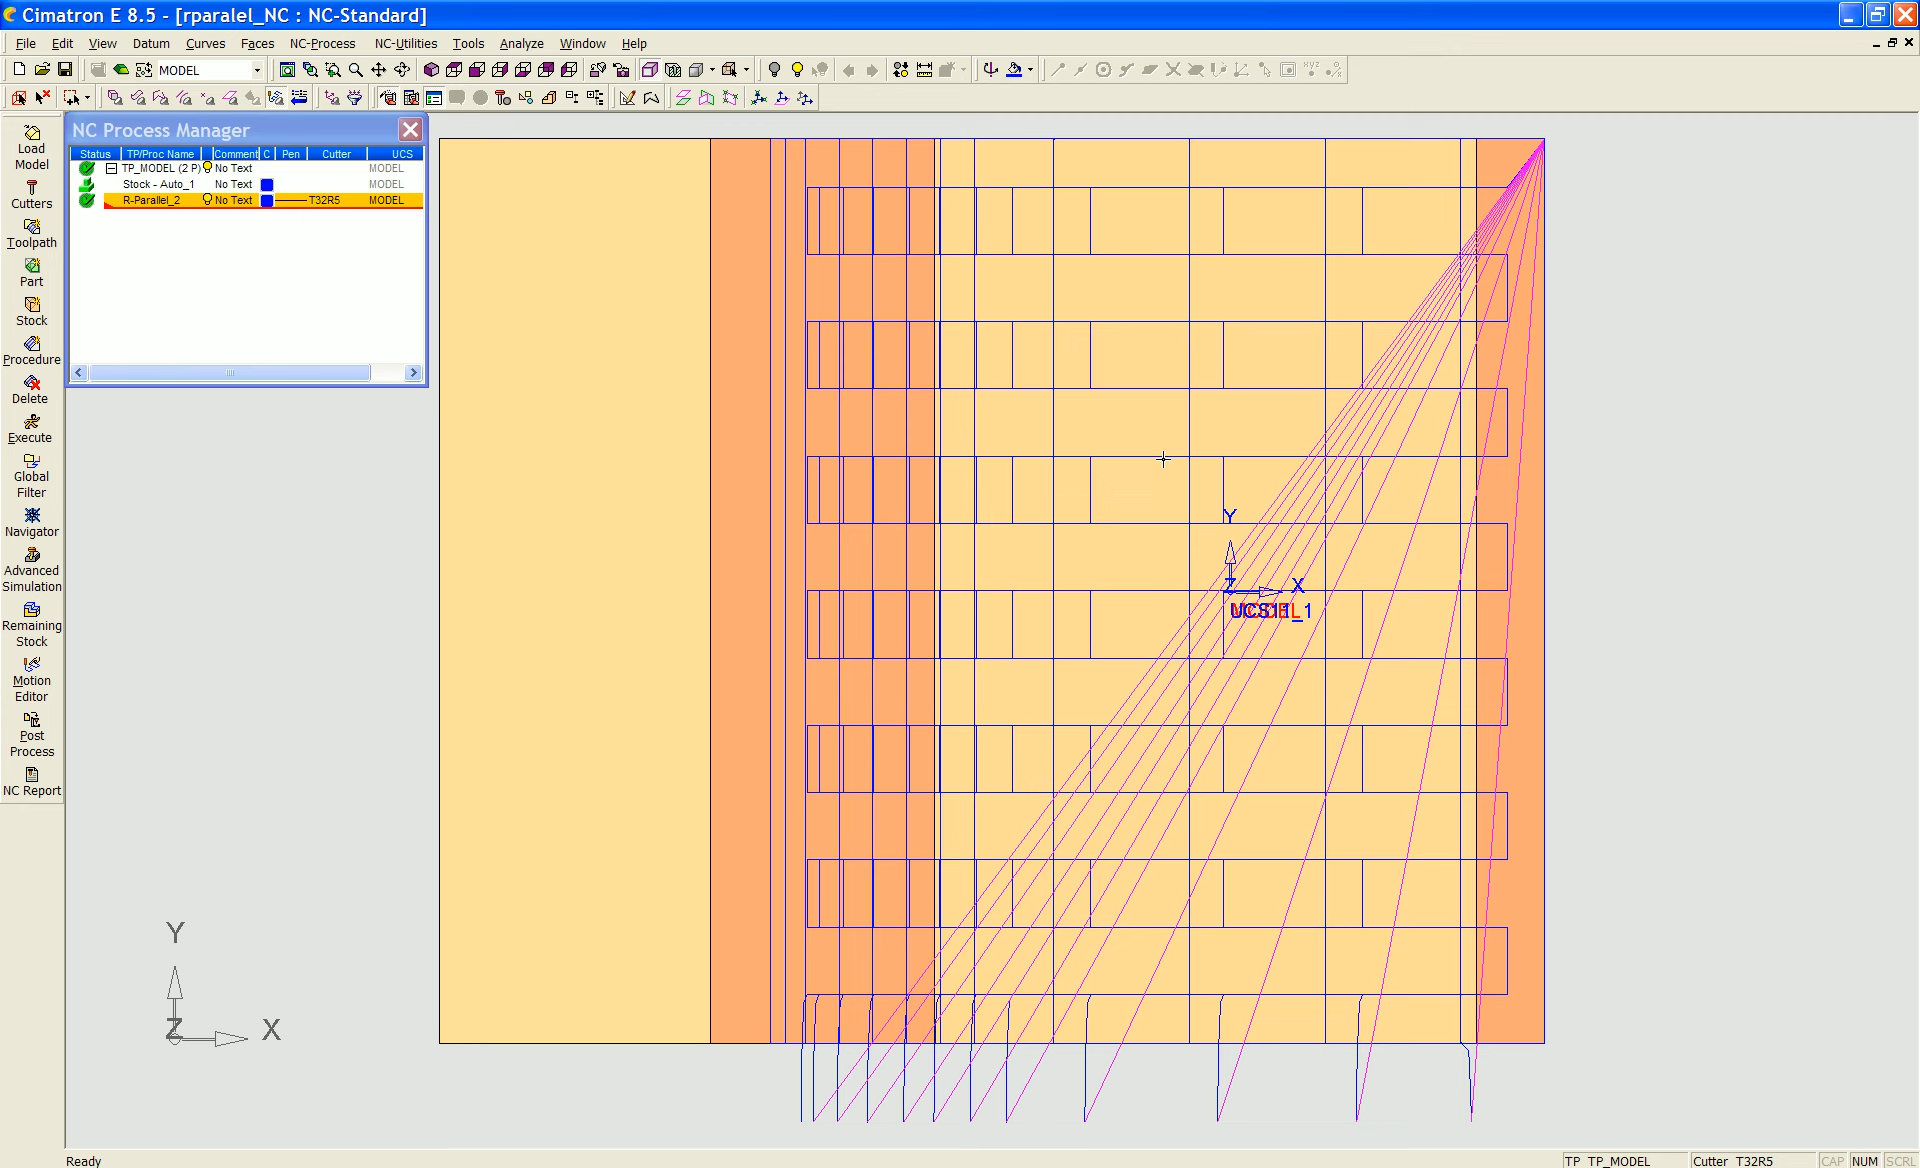 Cimatron E 8.5 - [rparalel_NC : NC-Standard]
File Edit View Datum Curves Faces NC-Process NC-Utilities Tools Analyze Window Help
MODEL
NC Process Manager
Status TP/Proc Name Comment C Pen Cutter UCS
TP_MODEL (2 P) No Text MODEL
Stock - Auto_1 No Text MODEL
R-Parallel_2 No Text T32R5 MODEL
Load
Model
Cutters
Toolpath
Part
Stock
Procedure
Delete
Execute
Global
Filter
Navigator
Advanced
Simulation
Remaining
Stock
Motion
Editor
Post
Process
NC Report
Y
Z X
Y
Z X
Ready TP TP_MODEL Cutter T32R5 CAP NUM SCRL